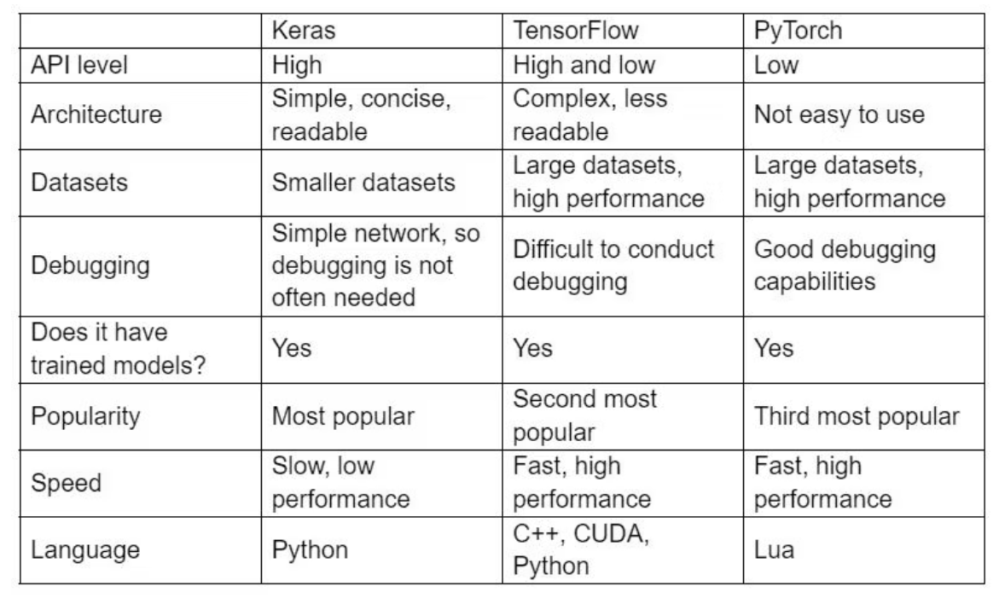 Keras TensorFlow PyTorch
API level High High and low Low
Architecture
Simple, concise,
readable
Complex, less
readable
Not easy to use
Datasets
Smaller datasets
Large datasets,
high performance
Large datasets,
high performance
Debugging
Simple network, so
debugging is not
often needed
Difficult to conduct
debugging
Good debugging
capabilities
Does it have
trained models?
Yes
Yes
Yes
Popularity
Most popular
Second most
popular
Third most popular
Speed
Slow, low
performance
Fast, high
performance
Fast, high
performance
Language
Python
C++, CUDA,
Python
Lua